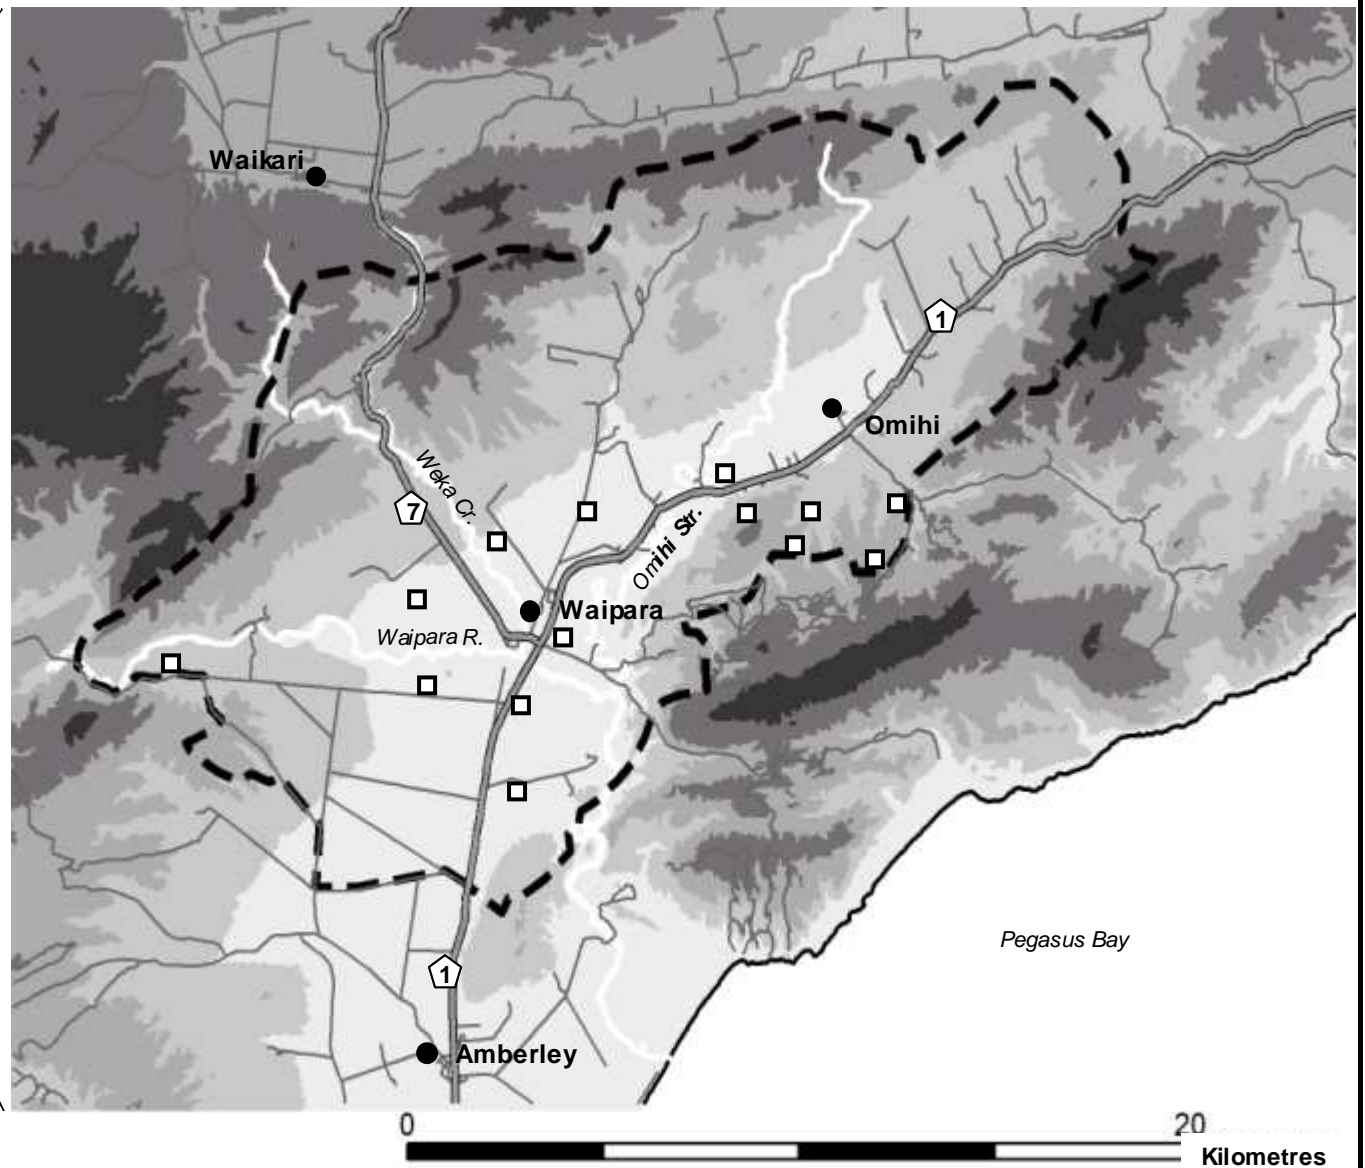 Waikari
1
Omihi
Weka Cr.
7
Omihi Str.
Waipara
Waipara R.
Pegasus Bay
1
Amberley
0
20
Kilometres